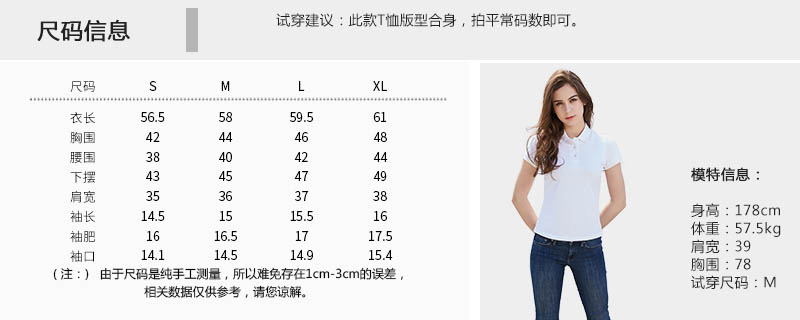 尺码信息
试穿建议：此款T恤版型合身，拍平常码数即可。
尺码 S M L XL
衣长 56.5 58 59.5 61
胸围 42 44 46 48
腰围 38 40 42 44
下摆 43 45 47 49
肩宽 35 36 37 38
袖长 14.5 15 15.5 16
袖肥 16 16.5 17 17.5
袖口 14.1 14.5 14.9 15.4
（注：） 由于尺码是纯手工测量，所以难免存在1cm-3cm的误差，
相关数据仅供参考，请您谅解。
模特信息：
身高：178cm
体重：57.5kg
肩宽：39
胸围：78
试穿尺码：M